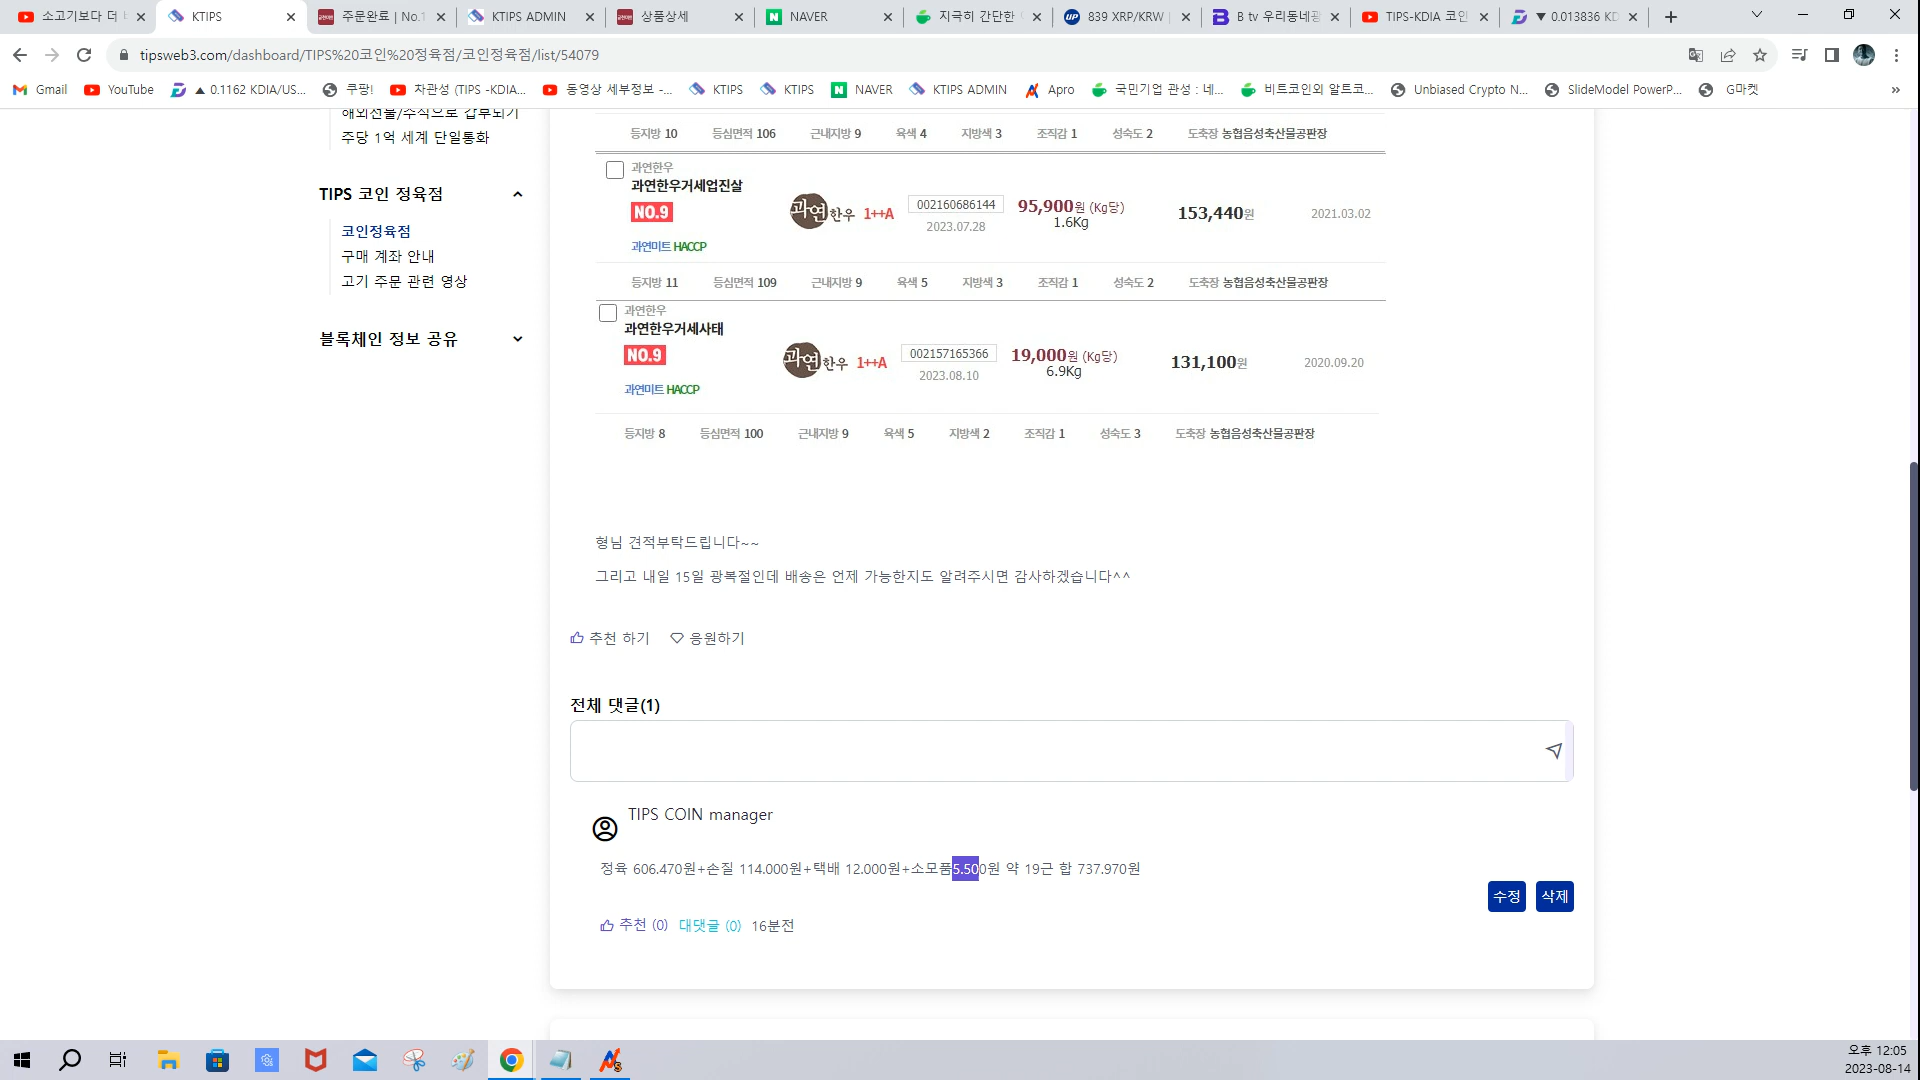 소고기보다 더
KTIPS
주문완료 | No.1
KTIPS ADMIN
상품상세
NAVER
지극히 간단한
839 XRP/KRW |
B tv 우리동네광
TIPS-KDIA 코인
▼ 0.013836 KD
tipsweb3.com/dashboard/TIPS%20코인%20정육점/코인정육점/list/54079
Gmail
YouTube
▲ 0.1162 KDIA/US...
쿠팡!
차관성 (TIPS -KDIA...
동영상 세부정보 -...
KTIPS
KTIPS
NAVER
KTIPS ADMIN
Apro
국민기업 관성 : 네...
비트코인외 알트코...
Unbiased Crypto N...
SlideModel PowerP...
G마켓
»
해외선물/주식으로 갑부되기
주당 1억 세계 단일통화
TIPS 코인 정육점
코인정육점
구매 계좌 안내
고기 주문 관련 영상
블록체인 정보 공유
등지방 10 등심면적 106 근내지방 9 육색 4 지방색 3 조직감 1 성숙도 2 도축장 농협음성축산물공판장
과연한우
과연한우거세업진살
NO.9
과연미트 HACCP
과연한우 1++A
002160686144
2023.07.28
95,900원 (Kg당)
1.6Kg
153,440원
2021.03.02
등지방 11 등심면적 109 근내지방 9 육색 5 지방색 3 조직감 1 성숙도 2 도축장 농협음성축산물공판장
과연한우
과연한우거세사태
NO.9
과연미트 HACCP
과연한우 1++A
002157165366
2023.08.10
19,000원 (Kg당)
6.9Kg
131,100원
2020.09.20
등지방 8 등심면적 100 근내지방 9 육색 5 지방색 2 조직감 1 성숙도 3 도축장 농협음성축산물공판장
형님 견적부탁드립니다~~
그리고 내일 15일 광복절인데 배송은 언제 가능한지도 알려주시면 감사하겠습니다^^
추천 하기 응원하기
전체 댓글(1)
TIPS COIN manager
정육 606.470원+손질 114.000원+택배 12.000원+소모품5.500원 약 19근 합 737.970원
수정 삭제
추천 (0) 대댓글 (0) 16분전
오후 12:05
2023-08-14